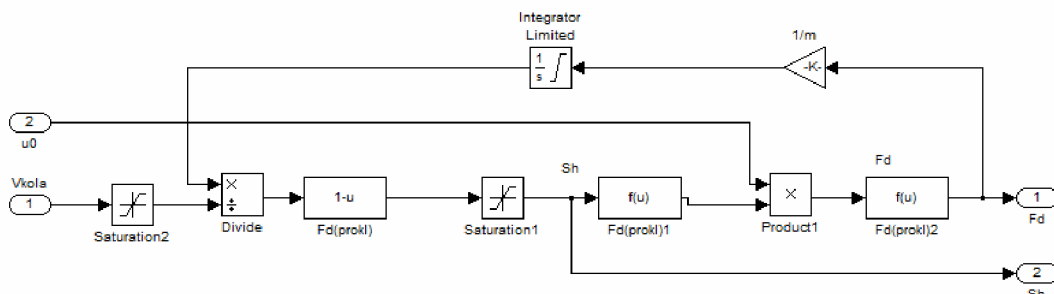 Integrator
Limited
1/m
1
s
-K-
2
u0
Vkola
Sh
Fd
1
×
÷
1-u
f(u)
×
f(u)
1
Saturation2
Divide
Fd(prokl)
Saturation1
Fd(prokl)1
Product1
Fd(prokl)2
Fd
2
Sh